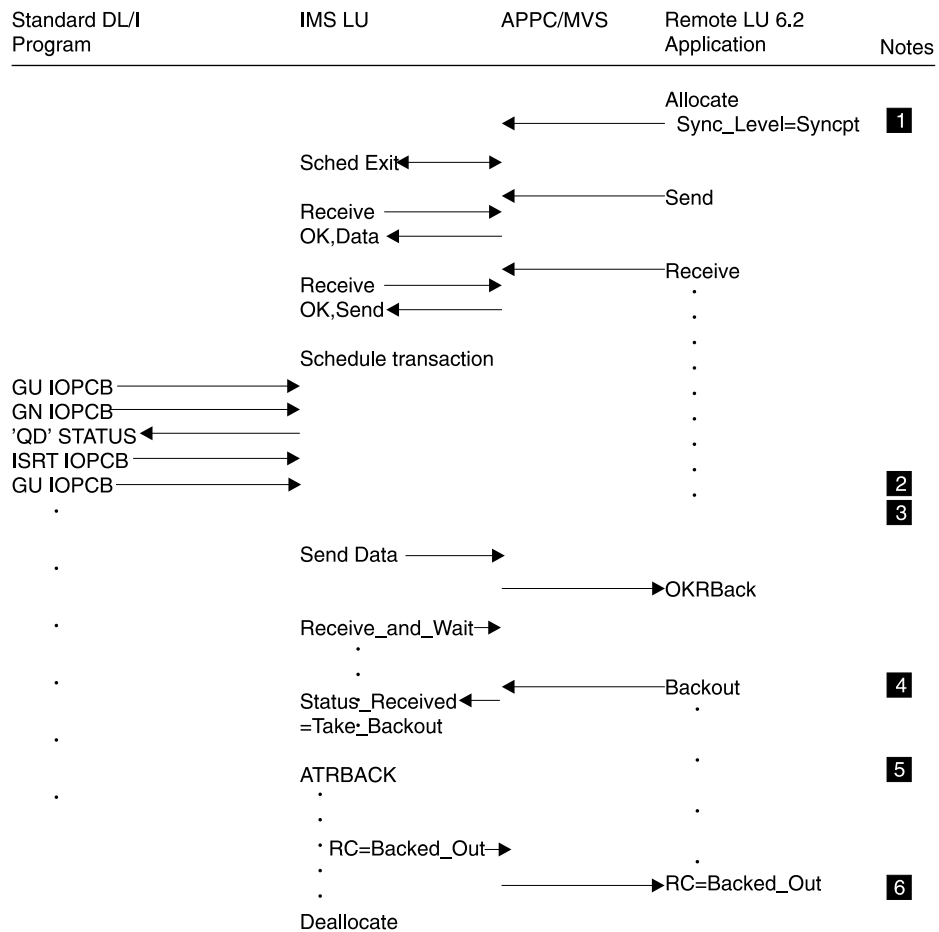 Standard DL/I Program
IMS LU
APPC/MVS
Remote LU 6.2 Application
Notes
Allocate
Sync_Level=Syncpt
1
Sched Exit
Send
Receive
OK,Data
Receive
Receive
OK,Send
Schedule transaction
GU IOPCB
GN IOPCB
'QD' STATUS
ISRT IOPCB
GU IOPCB
2
3
Send Data
OKRBack
Receive_and_Wait
Backout
4
Status_Received
=Take_Backout
ATRBACK
5
RC=Backed_Out
RC=Backed_Out
6
Deallocate